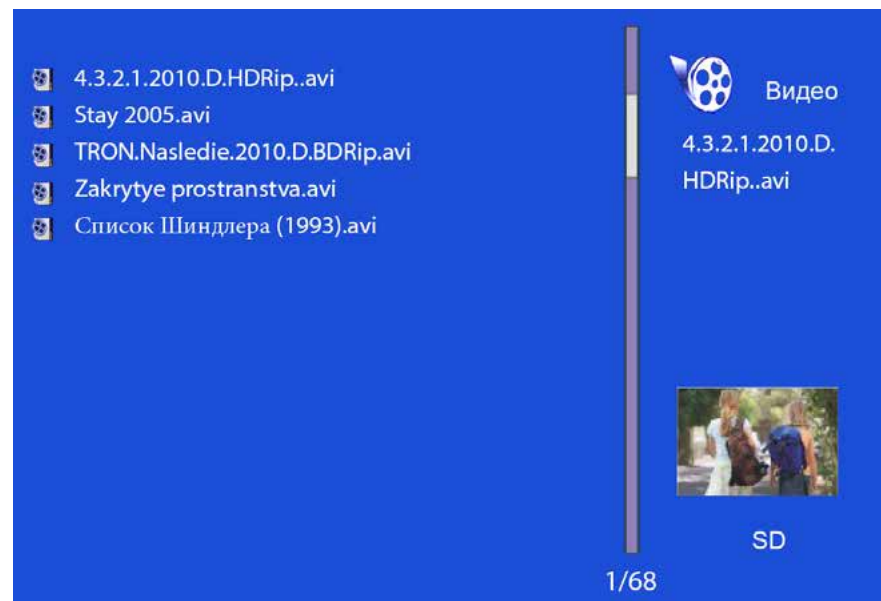 4.3.2.1.2010.D.HDRip..avi
Stay 2005.avi
TRON.Nasledie.2010.D.BDRip.avi
Zakrytye prostranstva.avi
Список Шиндлера (1993).avi
Видео
4.3.2.1.2010.D.
HDRip..avi
SD
1/68